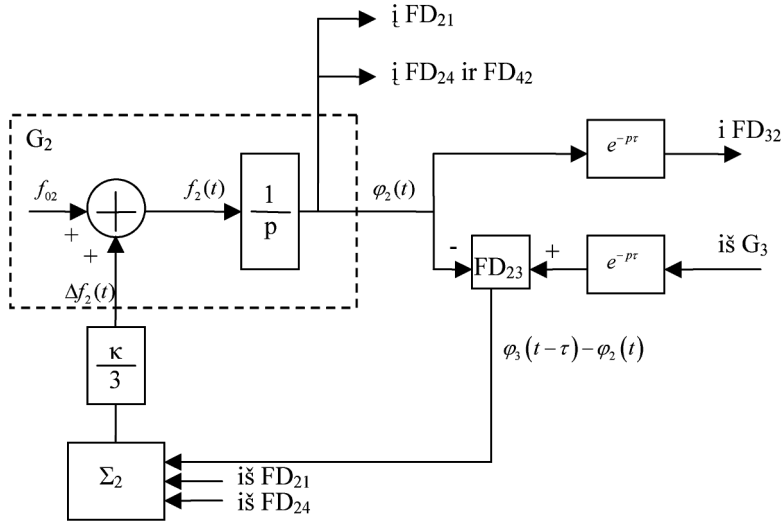 į FD₂₁
į FD₂₄ ir FD₄₂
G₂
f₀₂
+
+
f₂(t)
1
p
φ₂(t)
e^{-pτ}
i FD₃₂
-
FD₂₃
+
e^{-pτ}
iš G₃
Δf₂(t)
κ
3
φ₃(t−τ)−φ₂(t)
Σ₂
iš FD₂₁
iš FD₂₄